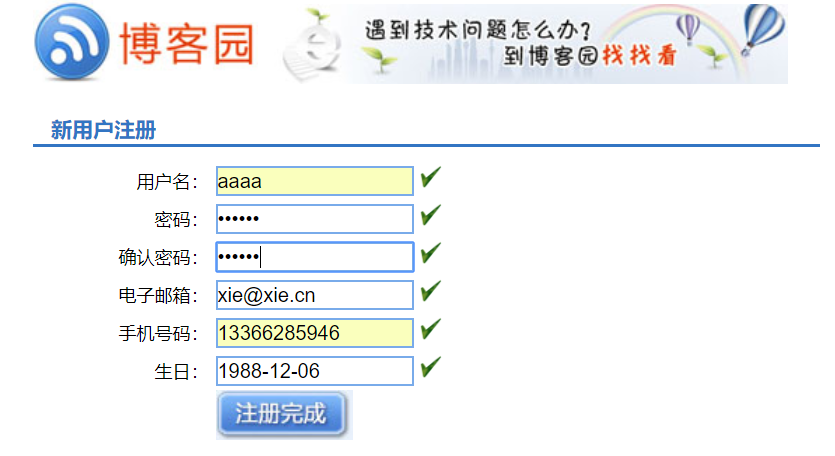 博客园
遇到技术问题怎么办?
到博客园找找看
新用户注册
用户名: aaaa
密码: ••••••
确认密码: ••••••
电子邮箱: xie@xie.cn
手机号码: 13366285946
生日: 1988-12-06
注册完成